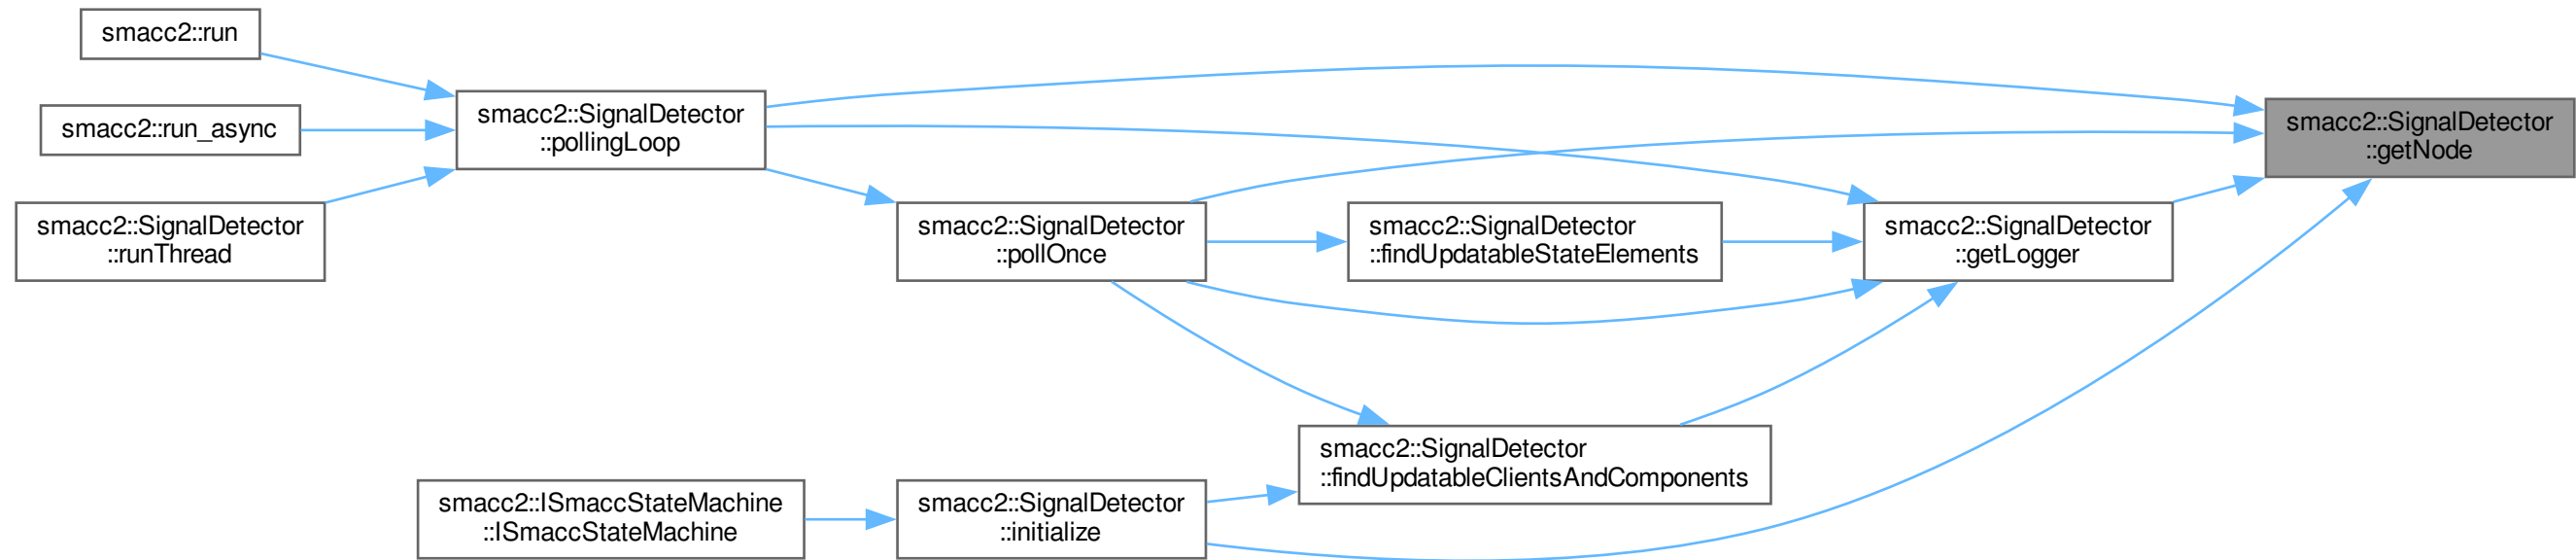 smacc2::run
smacc2::run_async
smacc2::SignalDetector
::runThread
smacc2::SignalDetector
::pollingLoop
smacc2::SignalDetector
::pollOnce
smacc2::SignalDetector
::findUpdatableStateElements
smacc2::SignalDetector
::getLogger
smacc2::SignalDetector
::getNode
smacc2::SignalDetector
::findUpdatableClientsAndComponents
smacc2::ISmaccStateMachine
::ISmaccStateMachine
smacc2::SignalDetector
::initialize